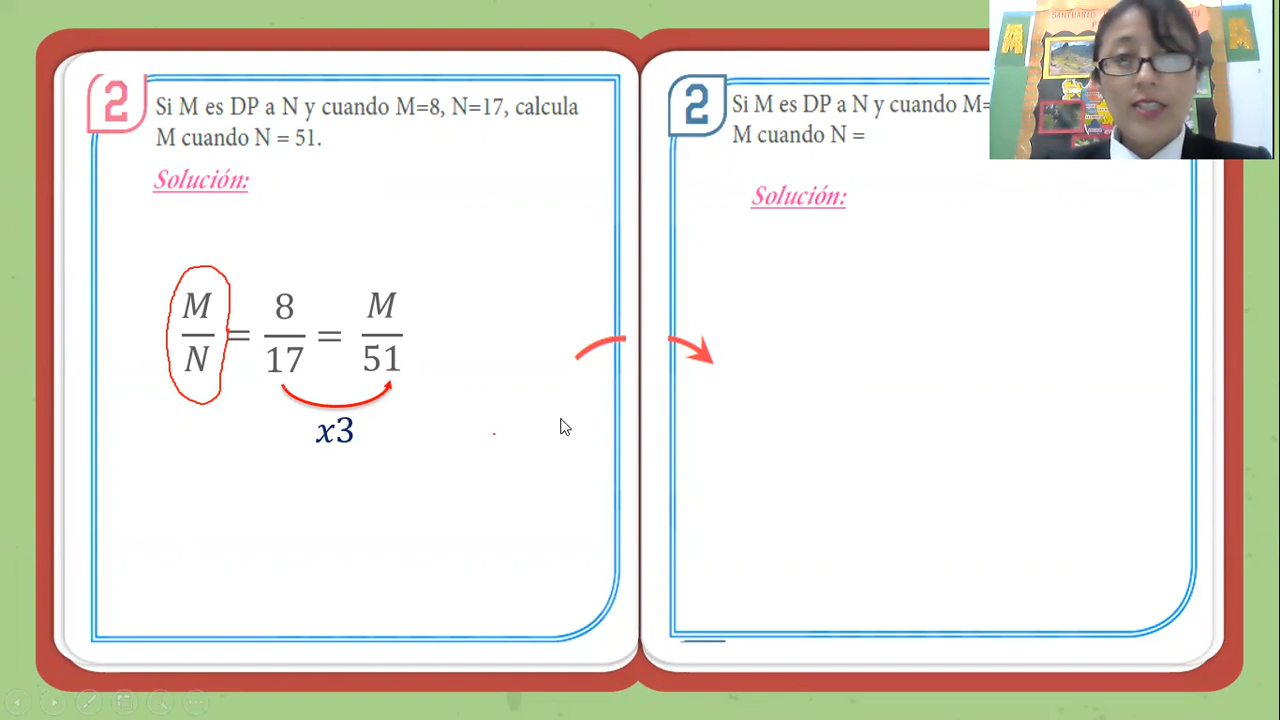 2
Si M es DP a N y cuando M=8, N=17, calcula
M cuando N = 51.
Solución:
M/N = 8/17 = M/51
x3
2
Si M es DP a N y cuando M=
M cuando N =
Solución:
SANTUARIO